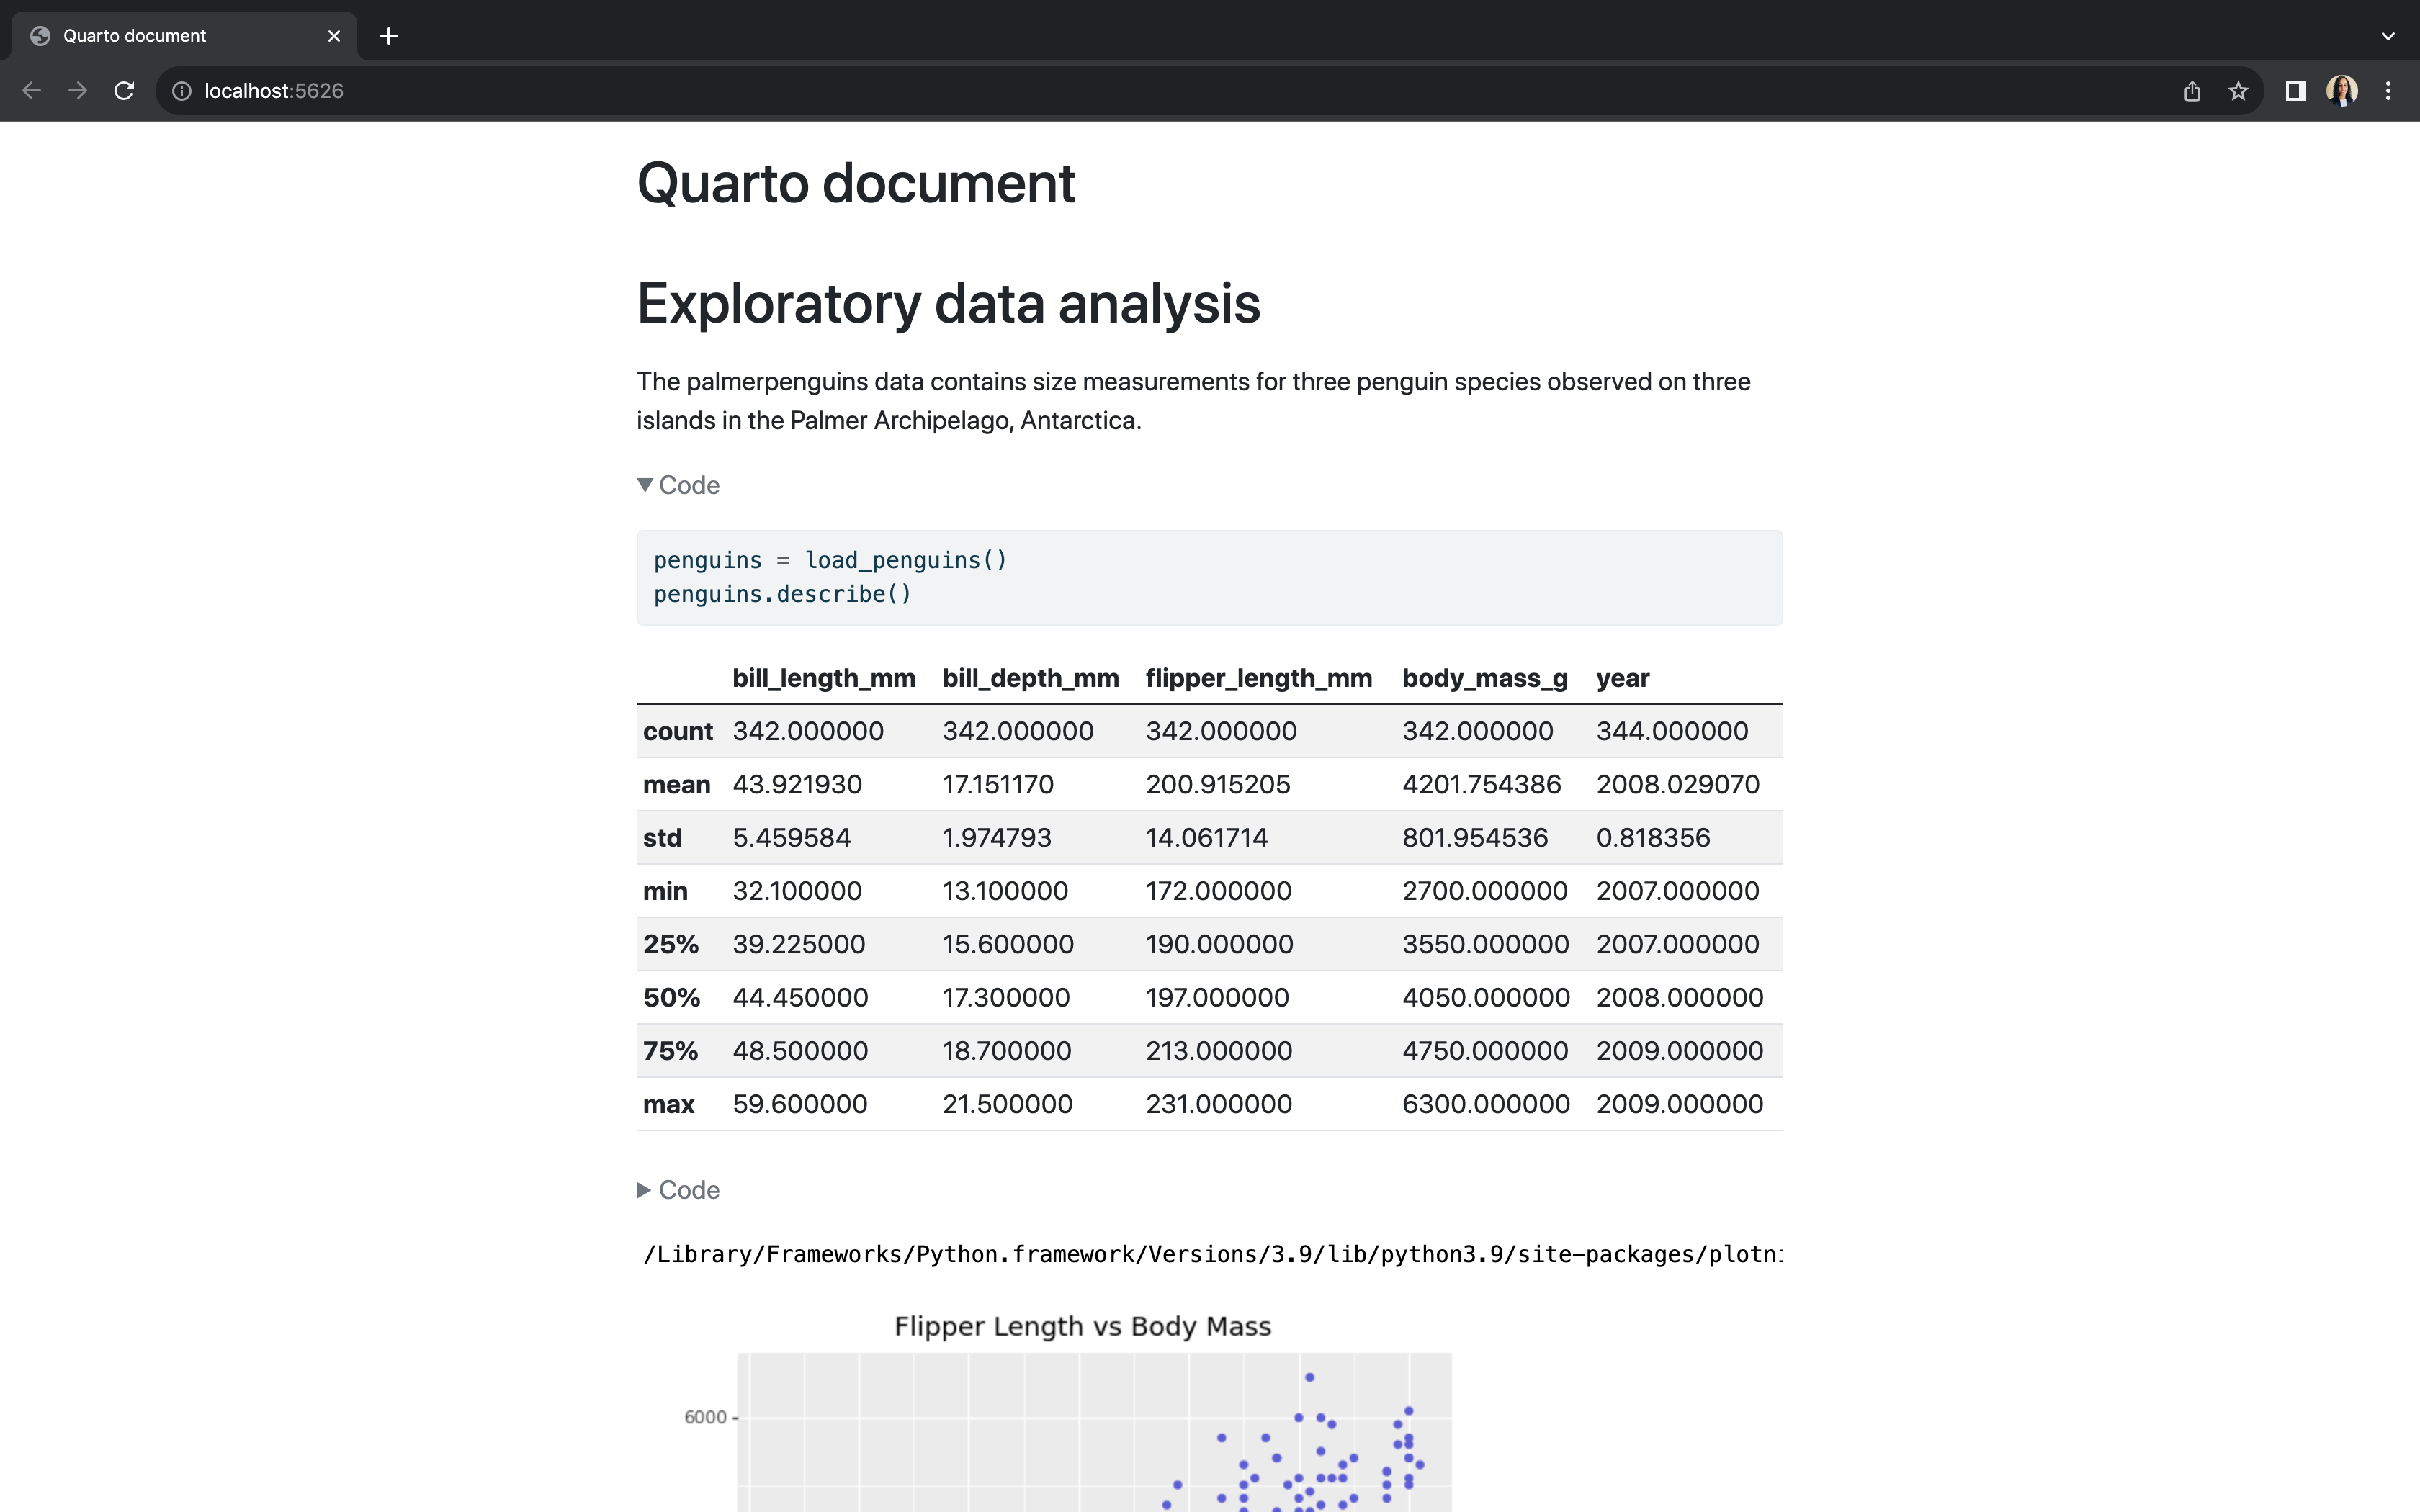 Quarto document
localhost:5626
Quarto document
Exploratory data analysis
The palmerpenguins data contains size measurements for three penguin species observed on three
islands in the Palmer Archipelago, Antarctica.
Code
penguins = load_penguins()
penguins.describe()
bill_length_mm bill_depth_mm flipper_length_mm body_mass_g year
count 342.000000 342.000000 342.000000 342.000000 344.000000
mean 43.921930 17.151170 200.915205 4201.754386 2008.029070
std 5.459584 1.974793 14.061714 801.954536 0.818356
min 32.100000 13.100000 172.000000 2700.000000 2007.000000
25% 39.225000 15.600000 190.000000 3550.000000 2007.000000
50% 44.450000 17.300000 197.000000 4050.000000 2008.000000
75% 48.500000 18.700000 213.000000 4750.000000 2009.000000
max 59.600000 21.500000 231.000000 6300.000000 2009.000000
Code
/Library/Frameworks/Python.framework/Versions/3.9/lib/python3.9/site-packages/plotni
Flipper Length vs Body Mass
6000